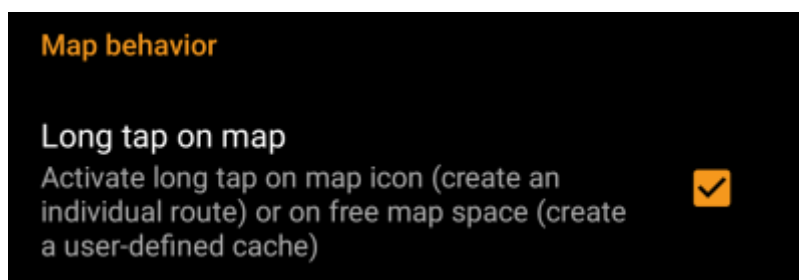 Map behavior
Long tap on map
Activate long tap on map icon (create an
individual route) or on free map space (create
a user-defined cache)